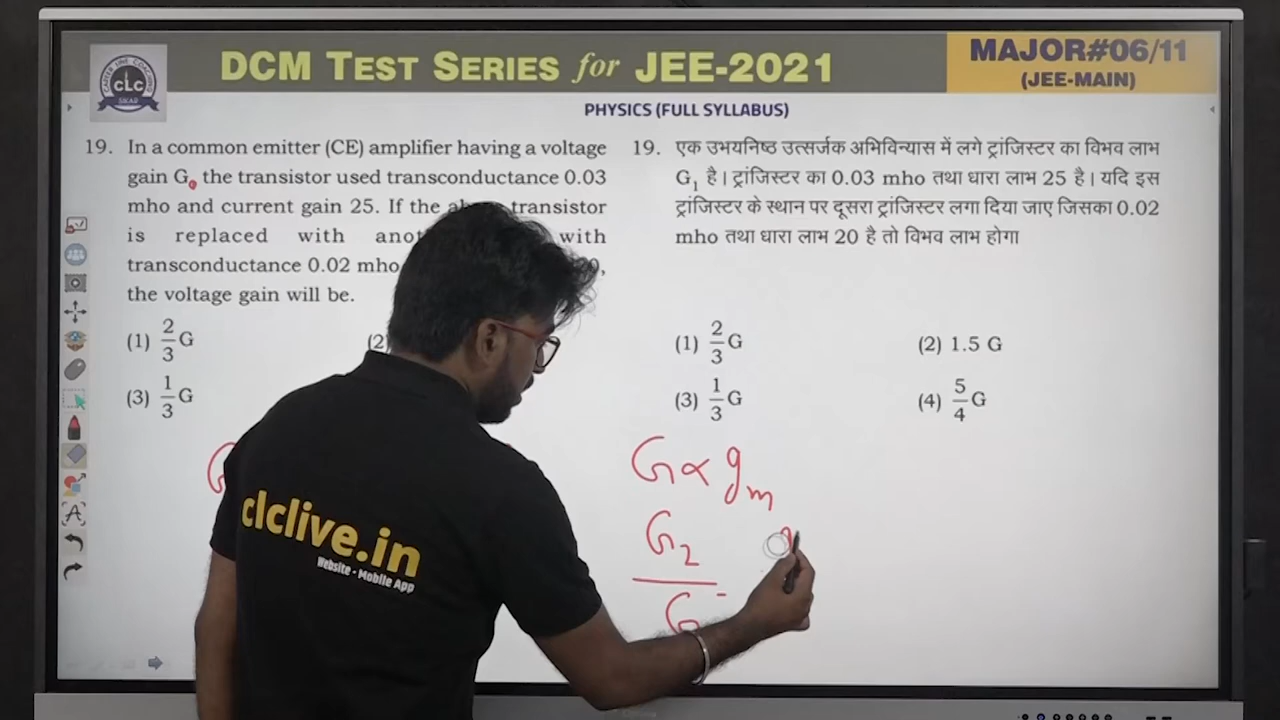 DCM TEST SERIES for JEE-2021
MAJOR#06/11
(JEE-MAIN)
CLC
SIKAR
PHYSICS (FULL SYLLABUS)
19. In a common emitter (CE) amplifier having a voltage
gain G, the transistor used transconductance 0.03
mho and current gain 25. If the transistor
is replaced with with
transconductance 0.02 mho
the voltage gain will be.
(1) 2/3 G
(2)
(3) 1/3 G
19. एक उभयनिष्ठ उत्सर्जक अभिविन्यास में लगे ट्रांजिस्टर का विभव लाभ
G₁ है। ट्रांजिस्टर का 0.03 mho तथा धारा लाभ 25 है। यदि इस
ट्रांजिस्टर के स्थान पर दूसरा ट्रांजिस्टर लगा दिया जाए जिसका 0.02
mho तथा धारा लाभ 20 है तो विभव लाभ होगा
(1) 2/3 G
(2) 1.5 G
(3) 1/3 G
(4) 5/4 G
G ∝ gm
G₂
G
clclive.in
Website - Mobile App